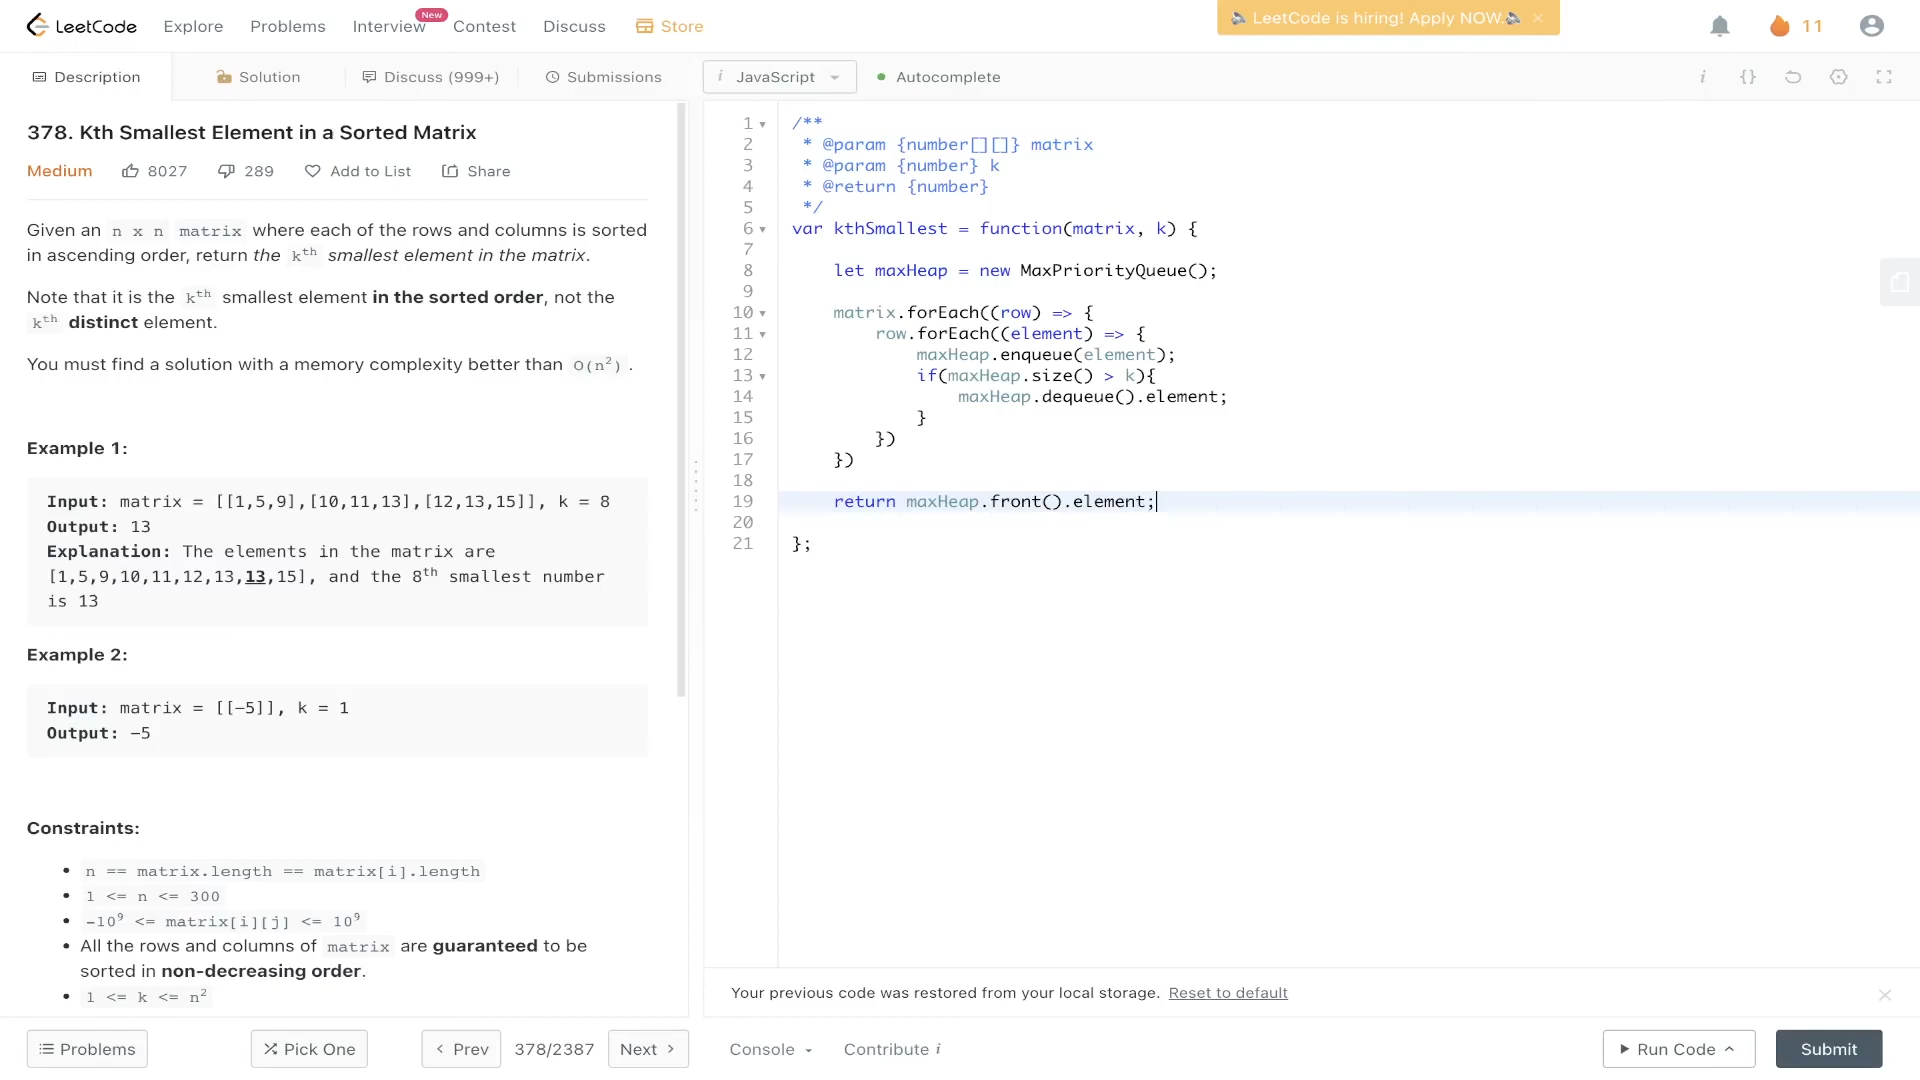 LeetCode Explore Problems Interview New Contest Discuss Store LeetCode is hiring! Apply NOW. 11
Description Solution Discuss (999+) Submissions
378. Kth Smallest Element in a Sorted Matrix
Medium 8027 289 Add to List Share
Given an n x n matrix where each of the rows and columns is sorted
in ascending order, return the kth smallest element in the matrix.
Note that it is the kth smallest element in the sorted order, not the
kth distinct element.
You must find a solution with a memory complexity better than O(n2) .
Example 1:
Input: matrix = [[1,5,9],[10,11,13],[12,13,15]], k = 8
Output: 13
Explanation: The elements in the matrix are
[1,5,9,10,11,12,13,13,15], and the 8th smallest number
is 13
Example 2:
Input: matrix = [[-5]], k = 1
Output: -5
Constraints:
• n == matrix.length == matrix[i].length
• 1 <= n <= 300
• -109 <= matrix[i][j] <= 109
• All the rows and columns of matrix are guaranteed to be
sorted in non-decreasing order.
• 1 <= k <= n2
Problems Pick One < Prev 378/2387 Next >
i JavaScript Autocomplete i {}
1 /**
2 * @param {number[][]} matrix
3 * @param {number} k
4 * @return {number}
5 */
6 var kthSmallest = function(matrix, k) {
7
8 let maxHeap = new MaxPriorityQueue();
9
10 matrix.forEach((row) => {
11 row.forEach((element) => {
12 maxHeap.enqueue(element);
13 if(maxHeap.size() > k){
14 maxHeap.dequeue().element;
15 }
16 })
17 })
18
19 return maxHeap.front().element;
20
21 };
Your previous code was restored from your local storage. Reset to default
Console Contribute i Run Code Submit